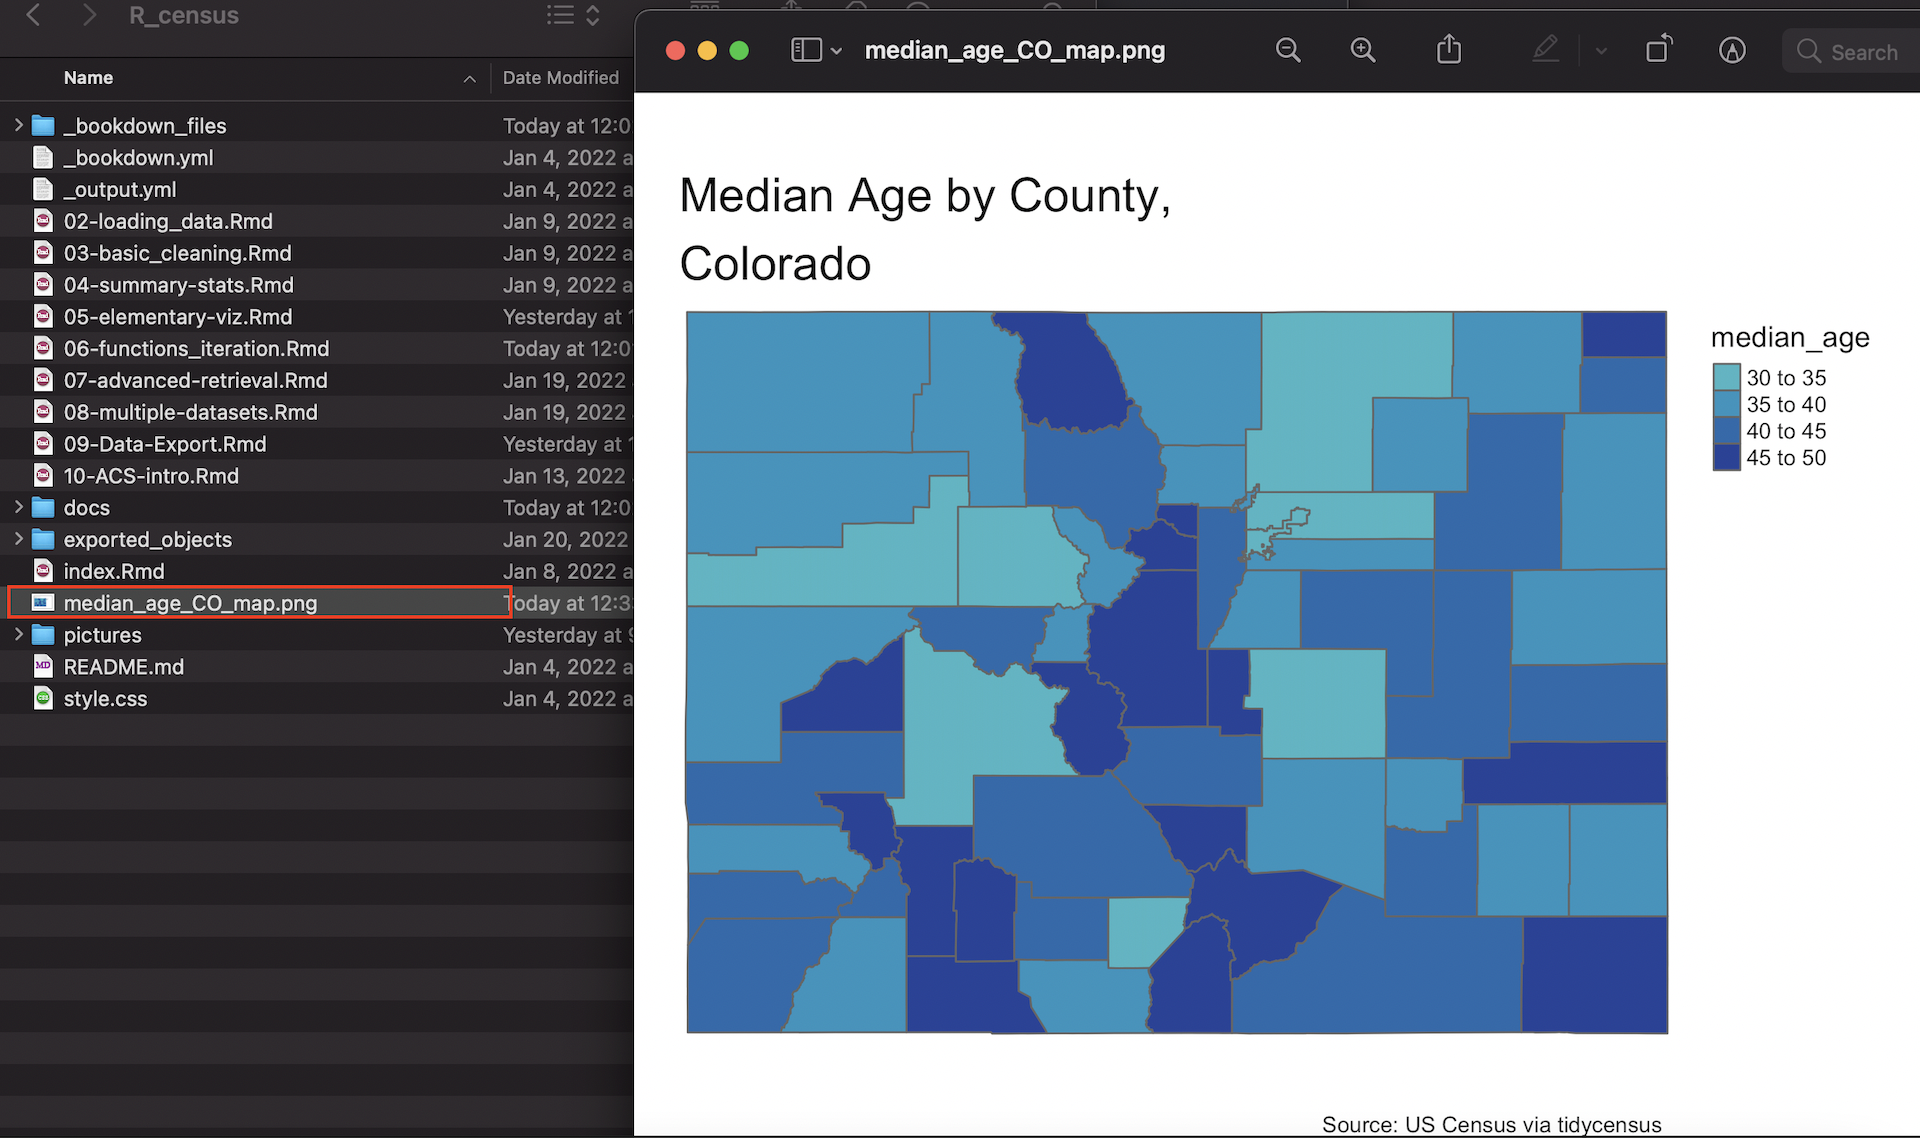 R_census
Name
Date Modified
_bookdown_files
Today at 12:0
_bookdown.yml
Jan 4, 2022 a
_output.yml
Jan 4, 2022 a
02-loading_data.Rmd
Jan 9, 2022 a
03-basic_cleaning.Rmd
Jan 9, 2022 a
04-summary-stats.Rmd
Jan 9, 2022 a
05-elementary-viz.Rmd
Yesterday at 1
06-functions_iteration.Rmd
Today at 12:0
07-advanced-retrieval.Rmd
Jan 19, 2022
08-multiple-datasets.Rmd
Jan 19, 2022
09-Data-Export.Rmd
Yesterday at 1
10-ACS-intro.Rmd
Jan 13, 2022
docs
Today at 12:0
exported_objects
Jan 20, 2022
index.Rmd
Jan 8, 2022 a
median_age_CO_map.png
Today at 12:3
pictures
Yesterday at 9
MD
README.md
Jan 4, 2022 a
style.css
Jan 4, 2022 a
median_age_CO_map.png
Search
Median Age by County,
Colorado
median_age
30 to 35
35 to 40
40 to 45
45 to 50
Source: US Census via tidycensus